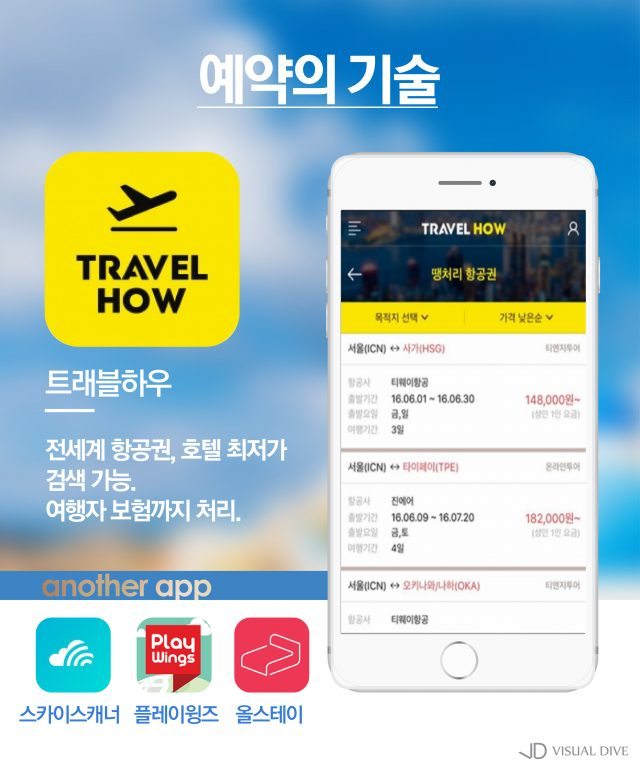 예약의 기술
TRAVEL
HOW
트래블하우
전세계 항공권, 호텔 최저가
검색 가능.
여행자 보험까지 처리.
TRAVEL HOW
땡처리 항공권
목적지 선택 가격 낮은순
서울(ICN) ↔ 사가(HSG) 티엔지투어
항공사 티웨이항공
출발기간 16.06.01 ~ 16.06.30 148,000원~
출발요일 금,일 (성인 1인 요금)
여행기간 3일
서울(ICN) ↔ 타이페이(TPE) 온라인투어
항공사 진에어
출발기간 16.06.09 ~ 16.07.20 182,000원~
출발요일 금,토 (성인 1인 요금)
여행기간 4일
서울(ICN) ↔ 오키나와/나하(OKA) 티엔지투어
항공사 티웨이항공
another app
Play
Wings
스카이스캐너 플레이윙즈 올스테이
VD VISUAL DIVE